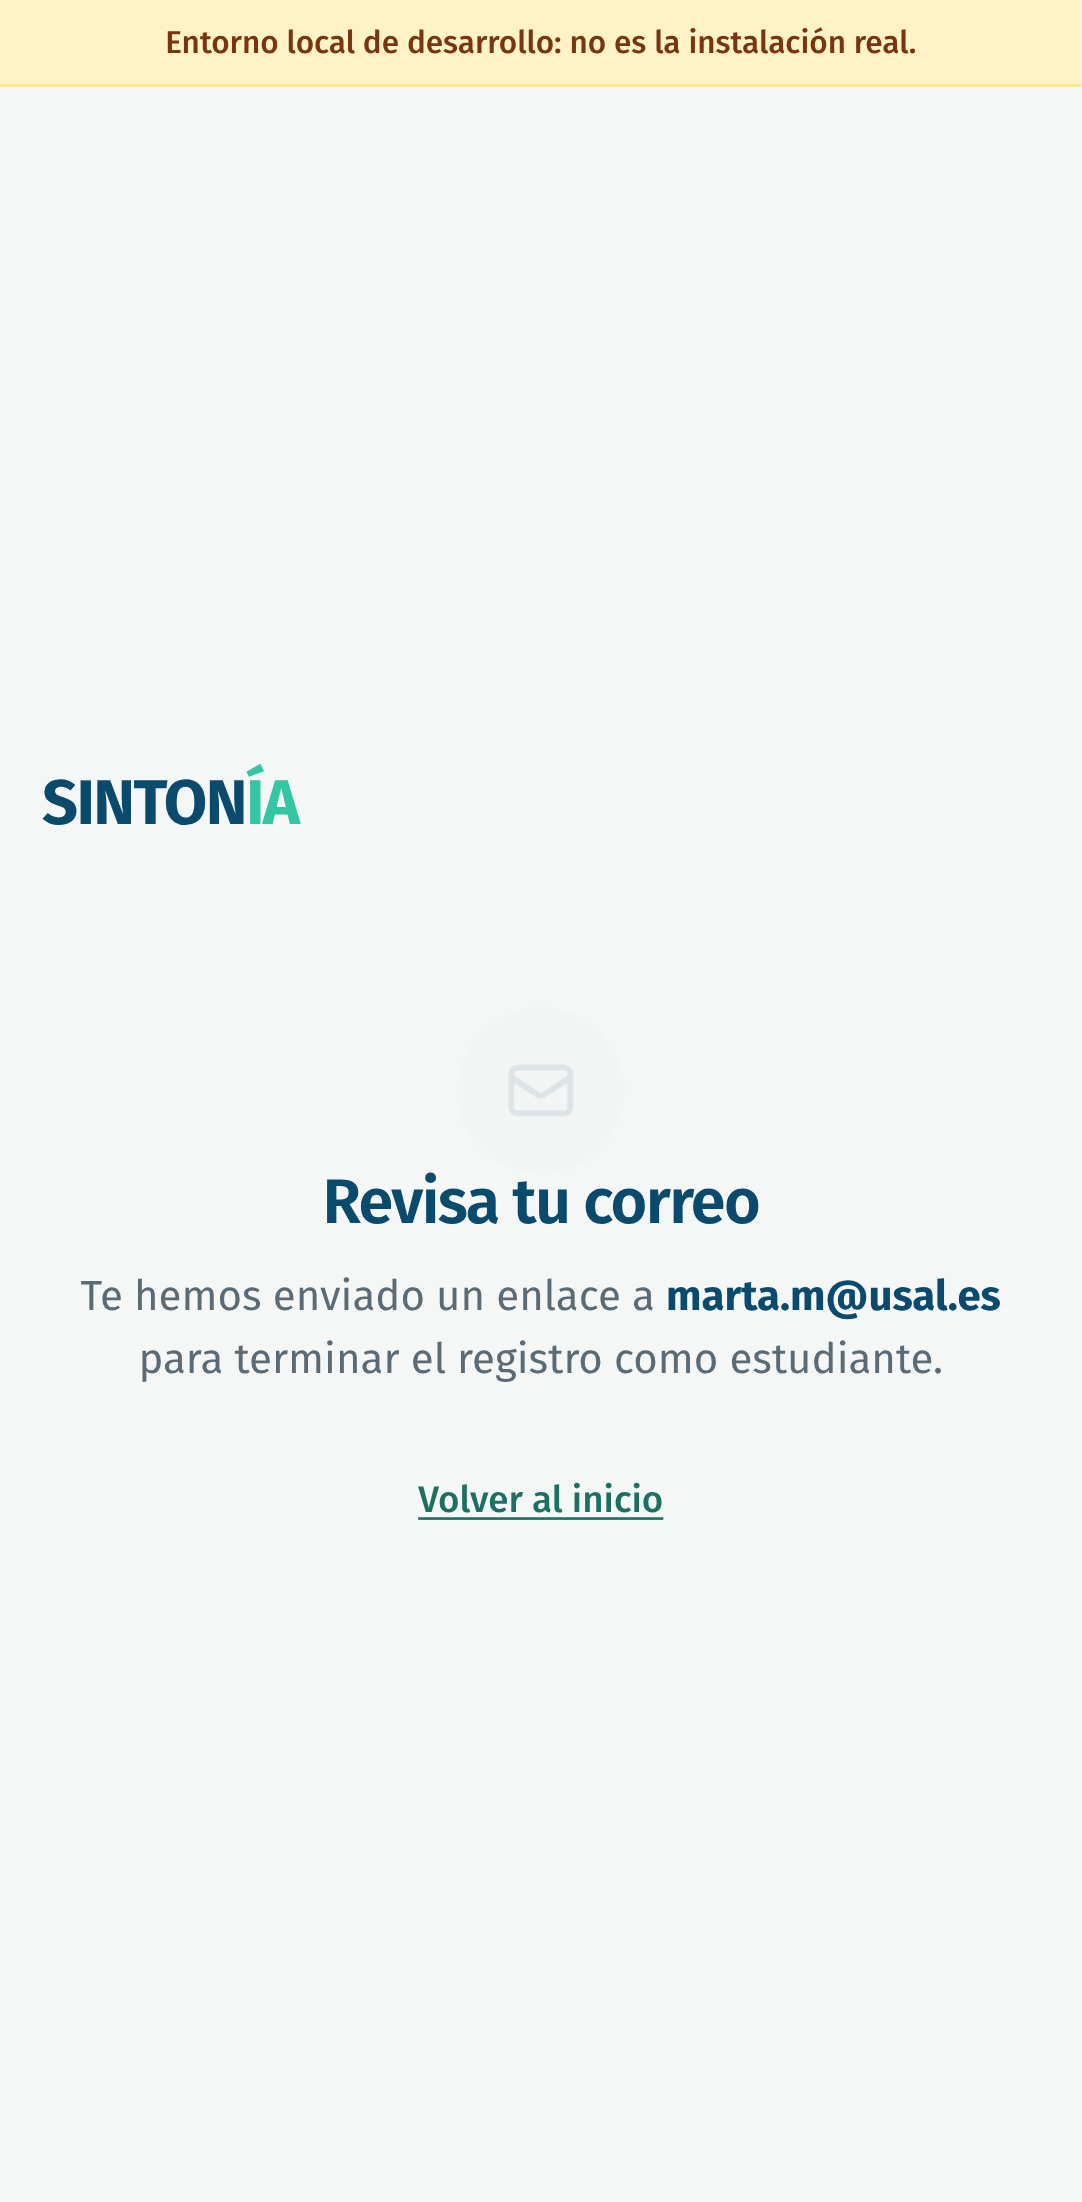 Entorno local de desarrollo: no es la instalación real.
SINTONÍA
Revisa tu correo
Te hemos enviado un enlace a marta.m@usal.es
para terminar el registro como estudiante.
Volver al inicio